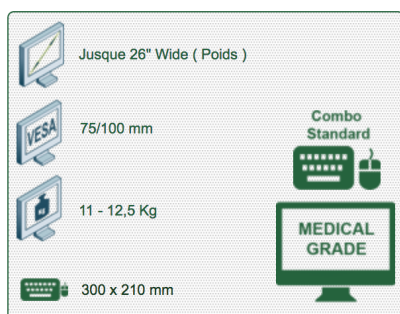 Jusque 26" Wide ( Poids )
VESA
75/100 mm
Combo
Standard
KG
11 - 12,5 Kg
MEDICAL
GRADE
300 x 210 mm